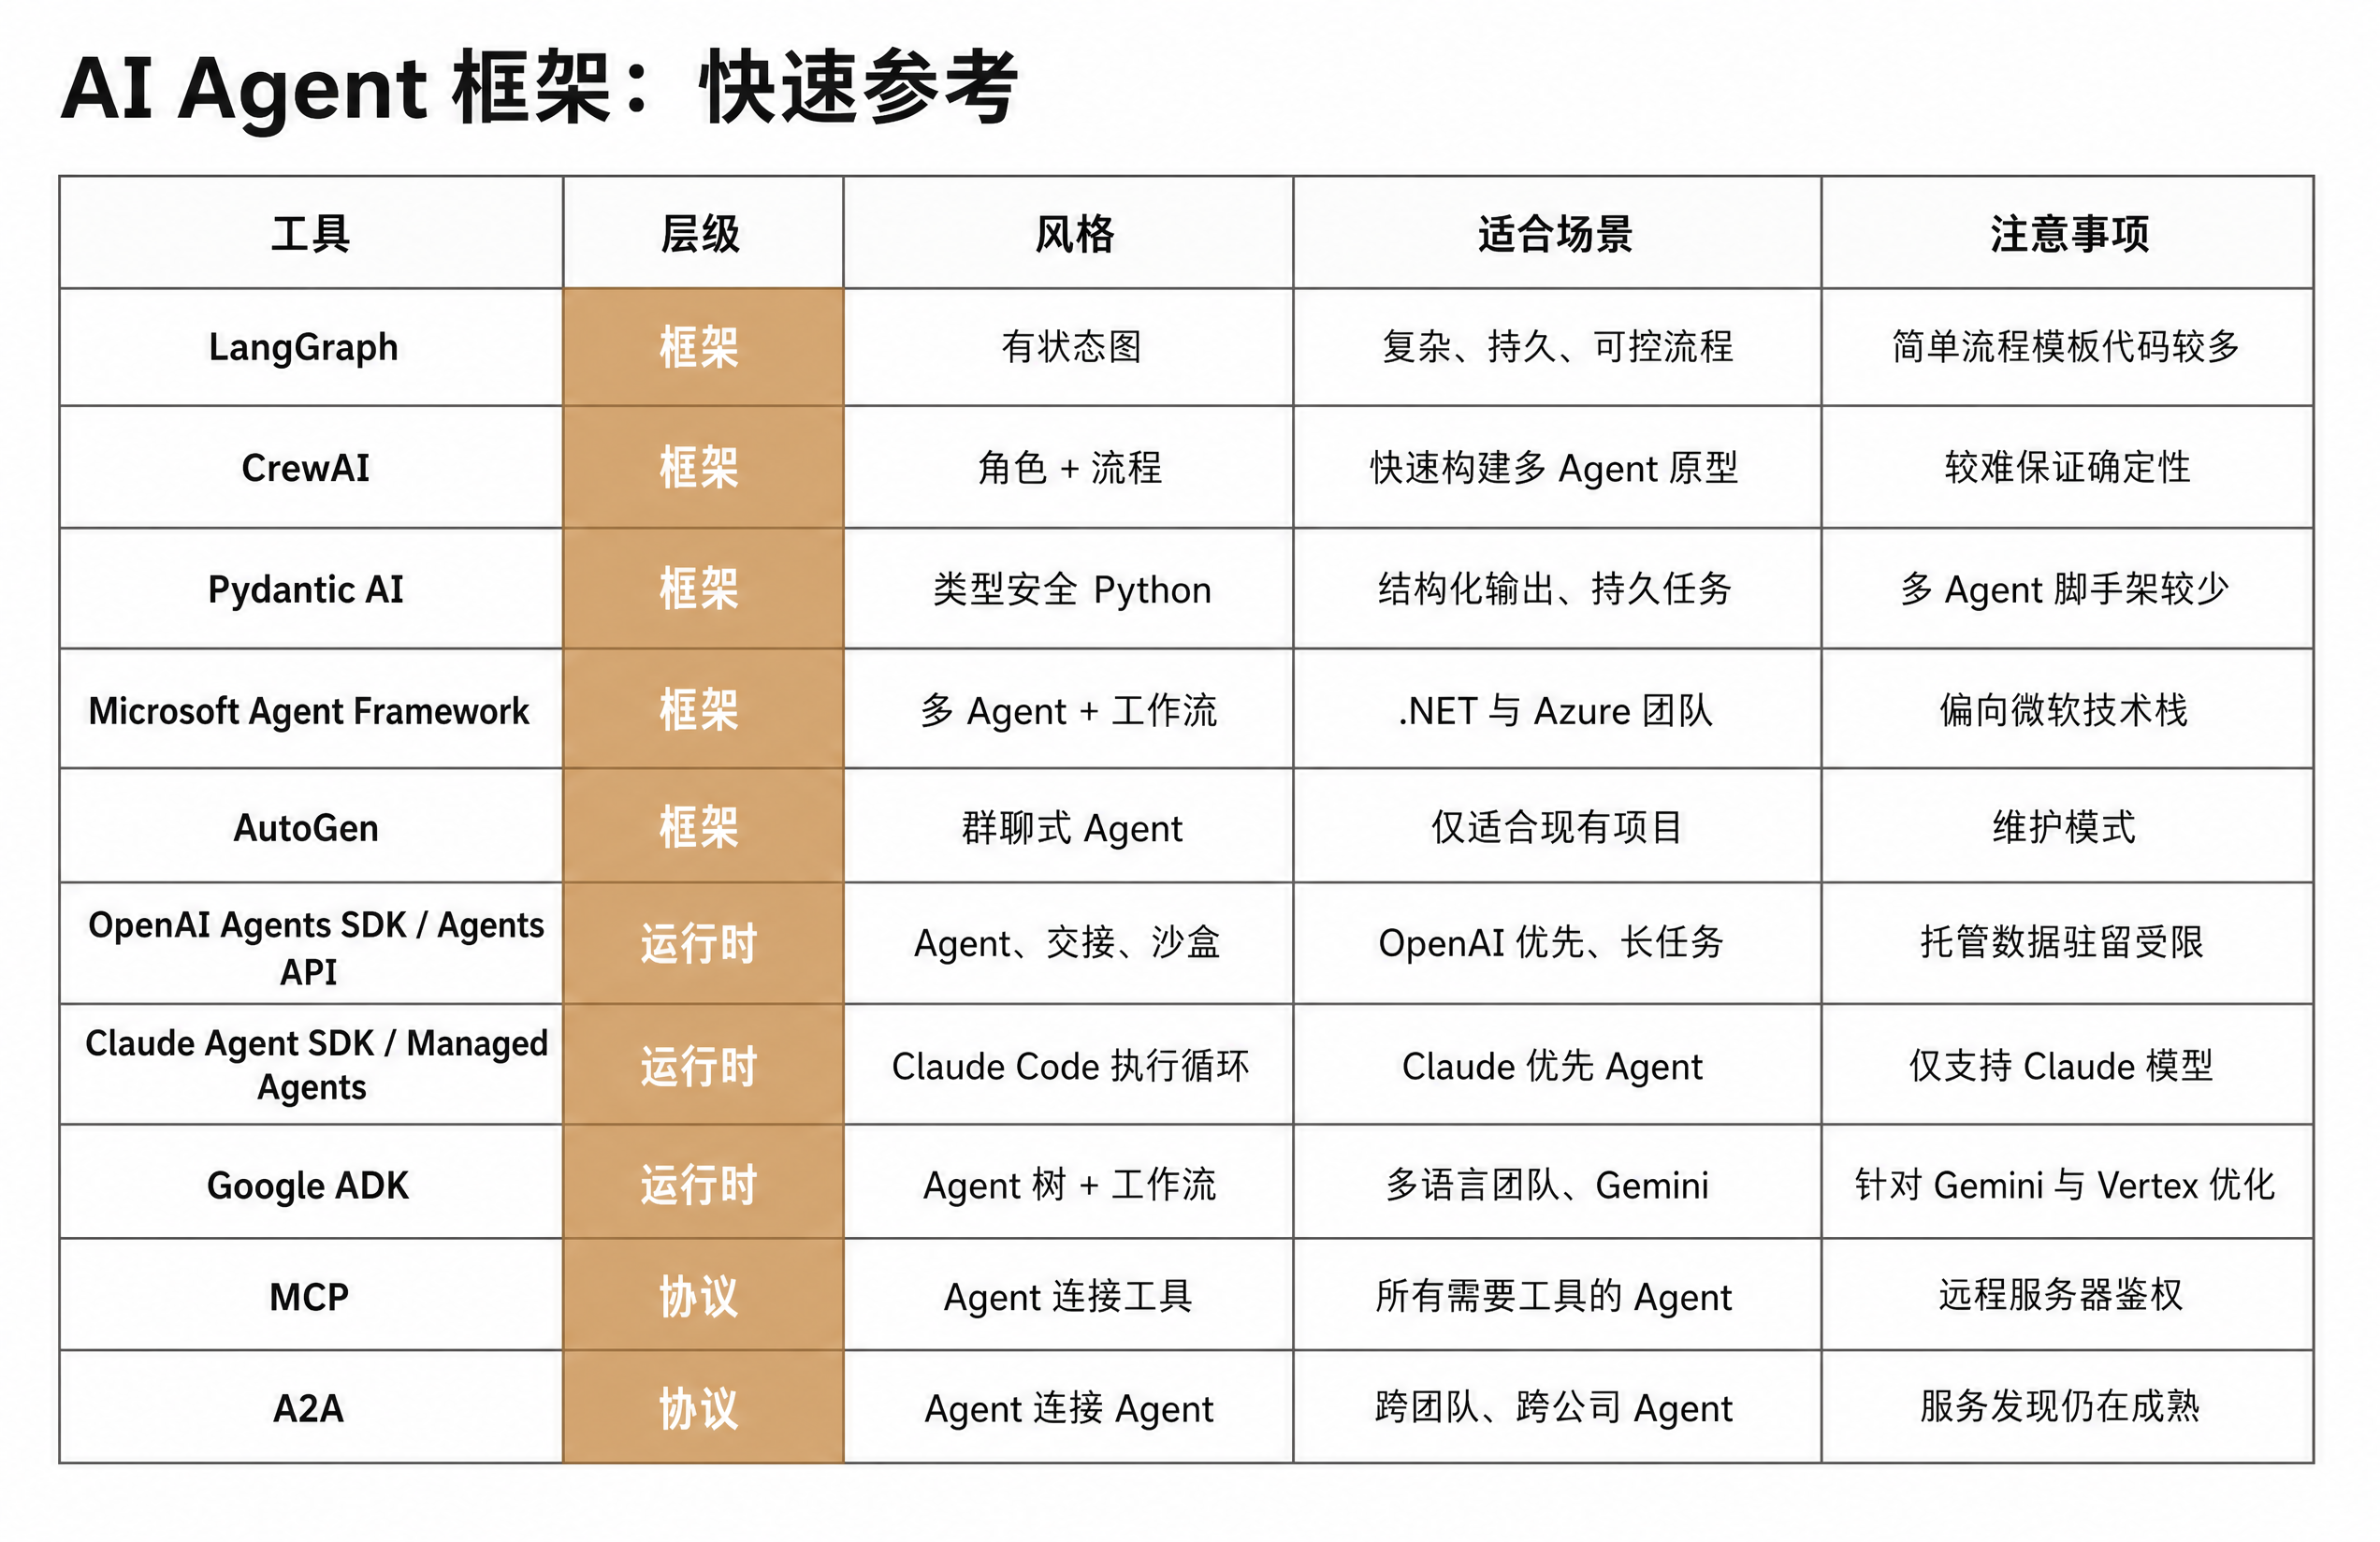 AI Agent 框架：快速参考
工具 层级 风格 适合场景 注意事项
LangGraph 框架 有状态图 复杂、持久、可控流程 简单流程模板代码较多
CrewAI 框架 角色 + 流程 快速构建多 Agent 原型 较难保证确定性
Pydantic AI 框架 类型安全 Python 结构化输出、持久任务 多 Agent 脚手架较少
Microsoft Agent Framework 框架 多 Agent + 工作流 .NET 与 Azure 团队 偏向微软技术栈
AutoGen 框架 群聊式 Agent 仅适合现有项目 维护模式
OpenAI Agents SDK / Agents
API 运行时 Agent、交接、沙盒 OpenAI 优先、长任务 托管数据驻留受限
Claude Agent SDK / Managed
Agents 运行时 Claude Code 执行循环 Claude 优先 Agent 仅支持 Claude 模型
Google ADK 运行时 Agent 树 + 工作流 多语言团队、Gemini 针对 Gemini 与 Vertex 优化
MCP 协议 Agent 连接工具 所有需要工具的 Agent 远程服务器鉴权
A2A 协议 Agent 连接 Agent 跨团队、跨公司 Agent 服务发现仍在成熟